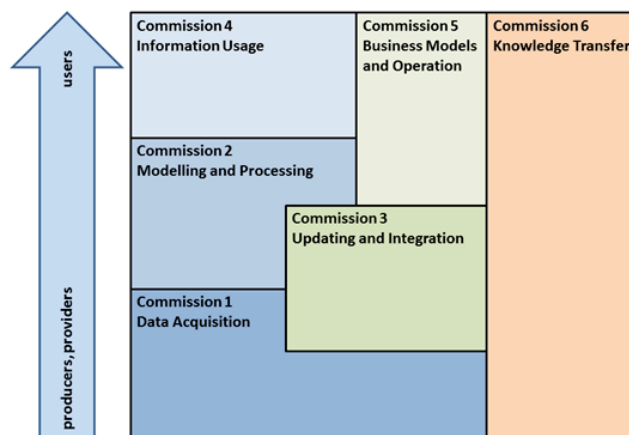 Commission 4
Information Usage
Commission 5
Business Models
and Operation
Commission 6
Knowledge Transfer
Commission 2
Modelling and Processing
Commission 3
Updating and Integration
Commission 1
Data Acquisition
users
producers, providers